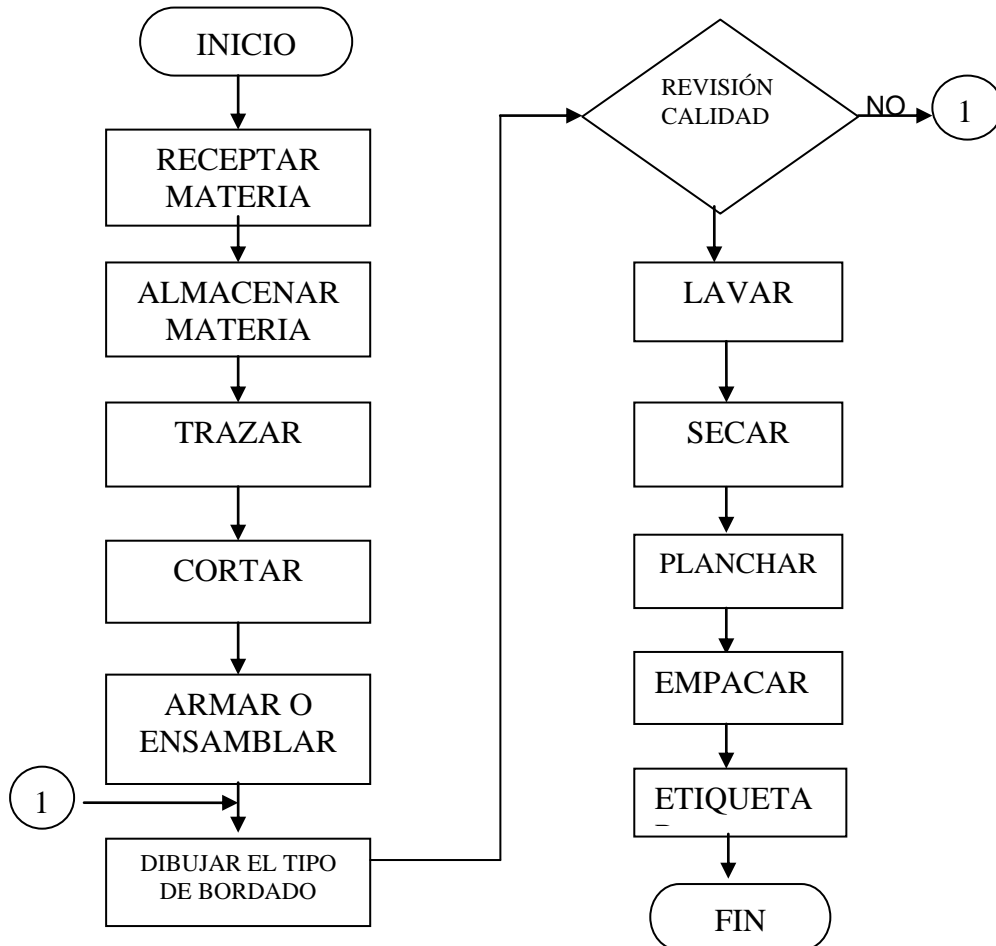 INICIO
RECEPTAR
MATERIA
ALMACENAR
MATERIA
TRAZAR
CORTAR
ARMAR O
ENSAMBLAR
1
DIBUJAR EL TIPO
DE BORDADO
REVISIÓN
CALIDAD
NO
1
LAVAR
SECAR
PLANCHAR
EMPACAR
ETIQUETA
FIN